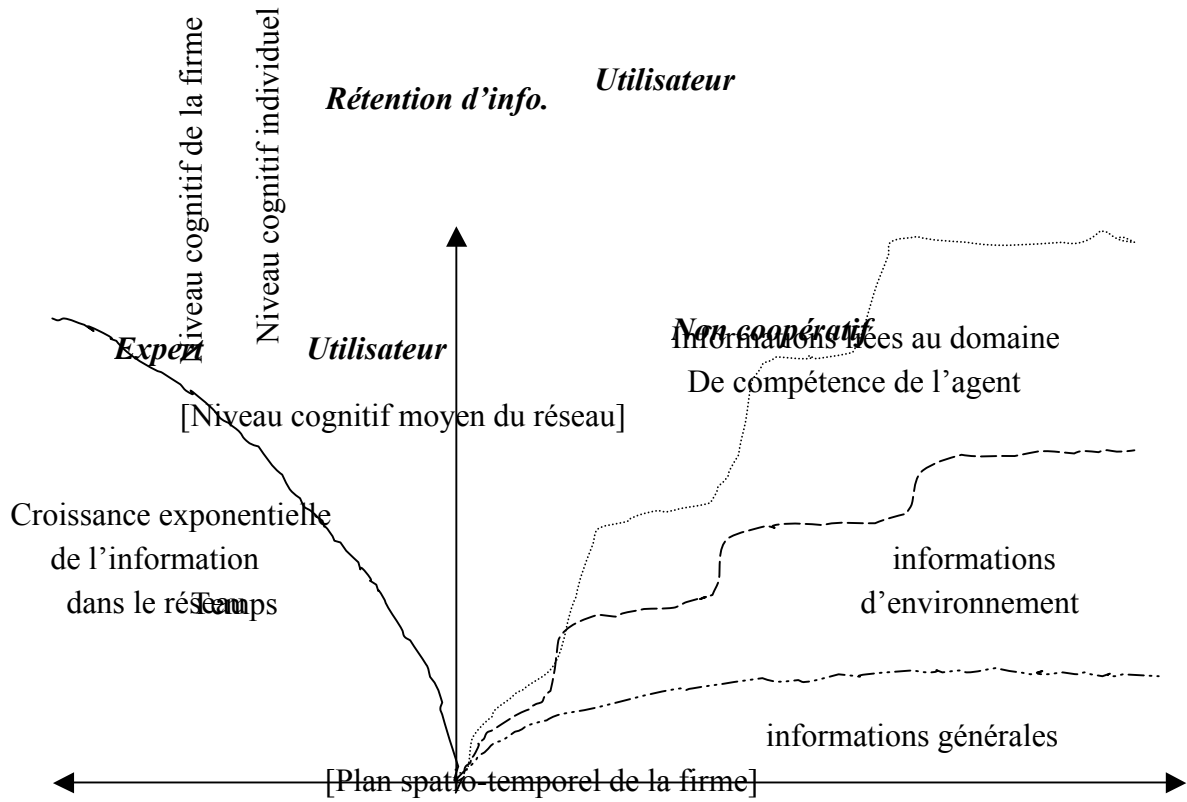 Niveau cognitif de la firme
Niveau cognitif individuel
Rétention d’info.
Utilisateur
Expert
Utilisateur
Non coopératif
Informations liées au domaine
De compétence de l’agent
[Niveau cognitif moyen du réseau]
Croissance exponentielle
de l’information
dans le réseau
Temps
informations
d’environnement
informations générales
[Plan spatio-temporel de la firme]